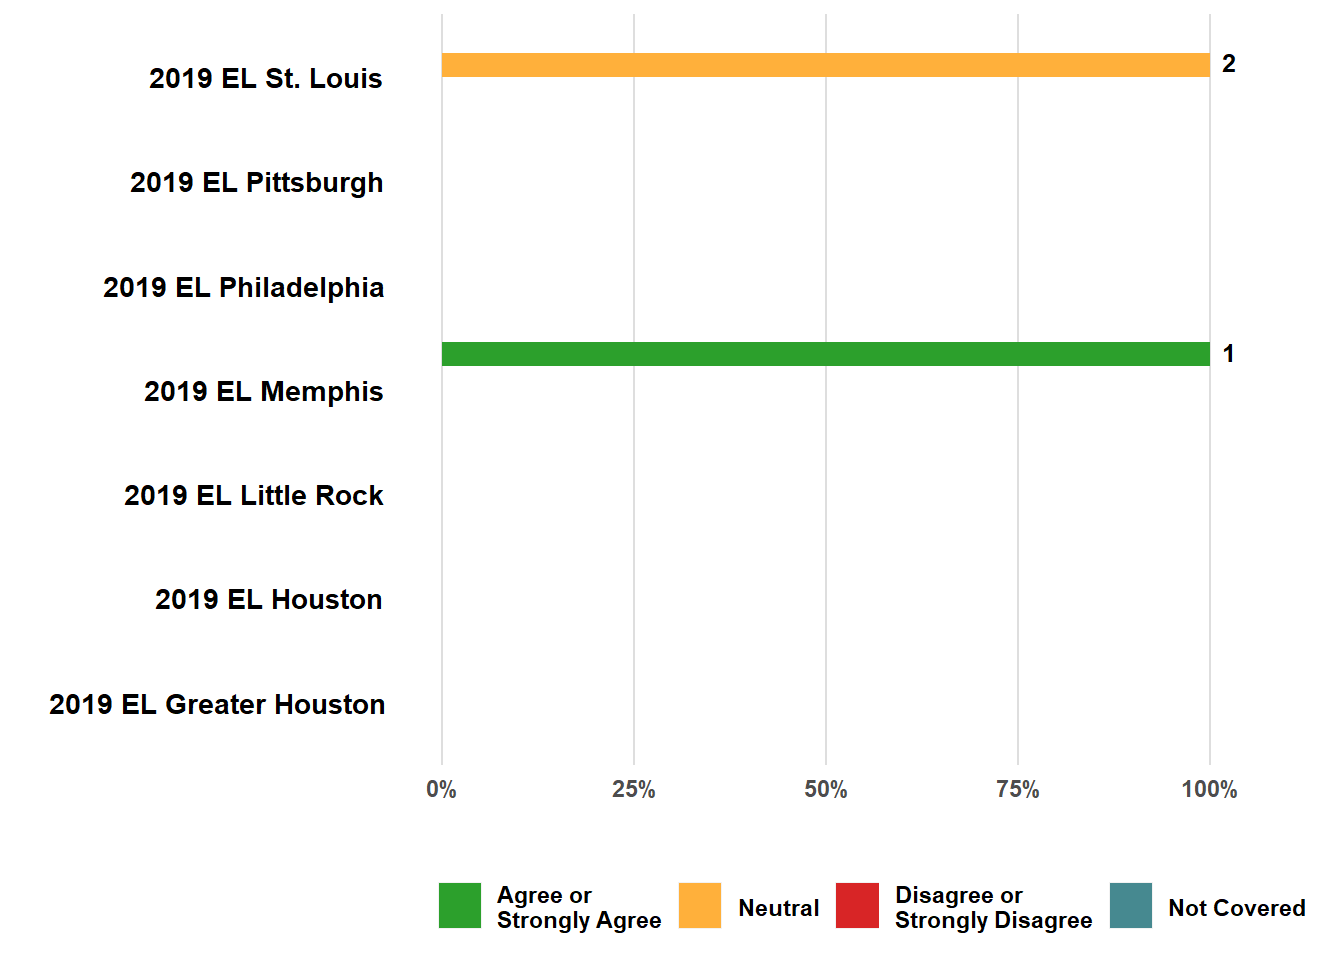 2019 EL St. Louis
2
2019 EL Pittsburgh
2019 EL Philadelphia
1
2019 EL Memphis
2019 EL Little Rock
2019 EL Houston
2019 EL Greater Houston
0% 25% 50% 75% 100%
Agree or
Strongly Agree
Neutral
Disagree or
Strongly Disagree
Not Covered